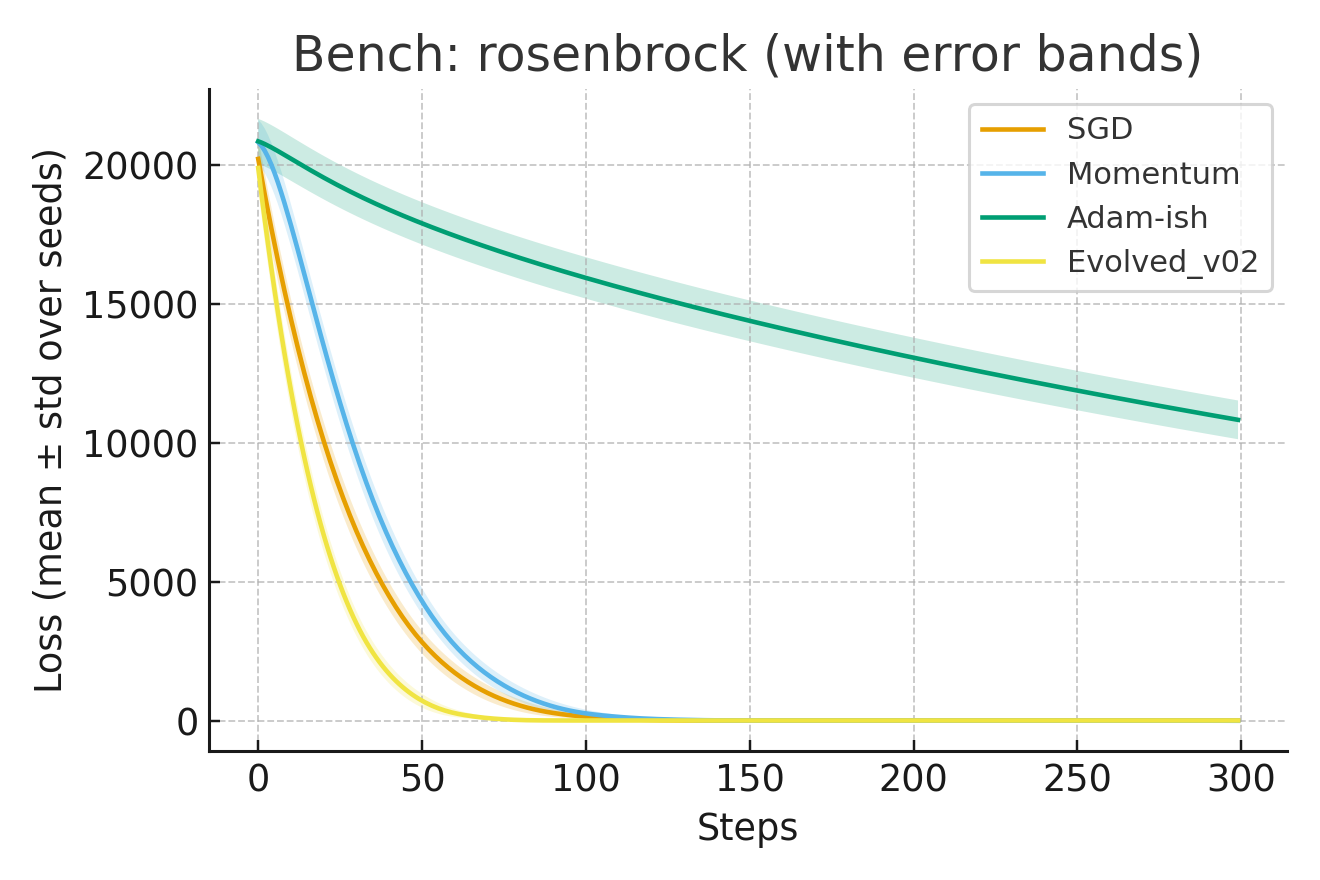 Bench: rosenbrock (with error bands)
Loss (mean ± std over seeds)
20000
15000
10000
5000
0
SGD
Momentum
Adam-ish
Evolved_v02
0 50 100 150 200 250 300
Steps